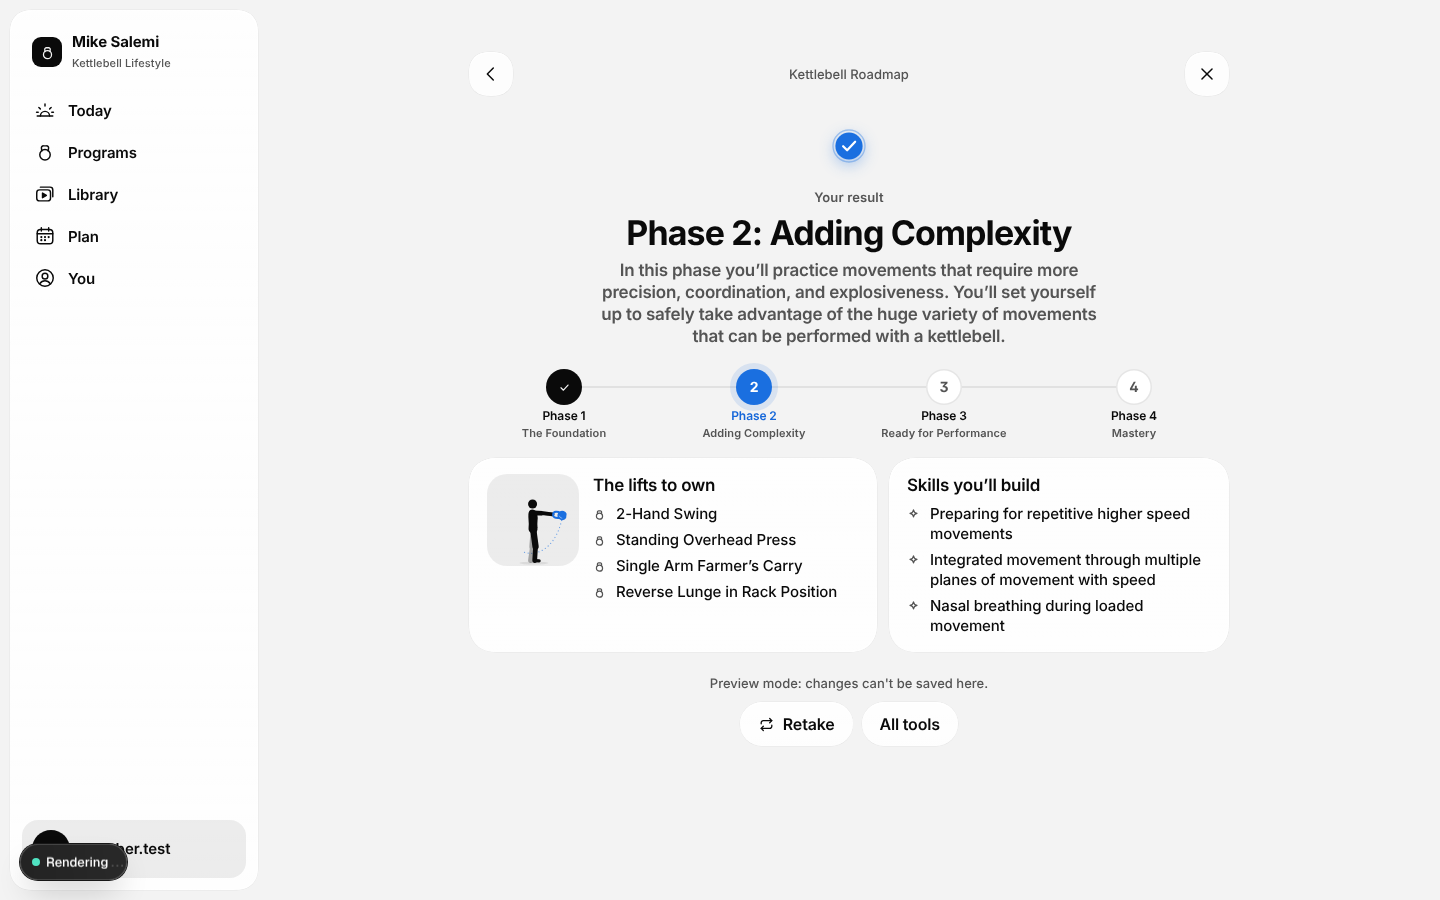 Mike Salemi
Kettlebell Lifestyle
Today
Programs
Library
Plan
You
Kettlebell Roadmap
Your result
Phase 2: Adding Complexity
In this phase you’ll practice movements that require more
precision, coordination, and explosiveness. You’ll set yourself
up to safely take advantage of the huge variety of movements
that can be performed with a kettlebell.
2
3
4
Phase 1
Phase 2
Phase 3
Phase 4
The Foundation
Adding Complexity
Ready for Performance
Mastery
The lifts to own
2-Hand Swing
Standing Overhead Press
Single Arm Farmer’s Carry
Reverse Lunge in Rack Position
Skills you’ll build
Preparing for repetitive higher speed
movements
Integrated movement through multiple
planes of movement with speed
Nasal breathing during loaded
movement
Preview mode: changes can't be saved here.
Retake
All tools
Rendering ...